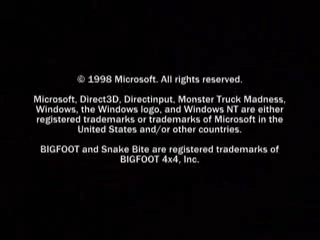 © 1998 Microsoft. All rights reserved.
Microsoft, Direct3D, Directinput, Monster Truck Madness,
Windows, the Windows logo, and Windows NT are either
registered trademarks or trademarks of Microsoft in the
United States and/or other countries.
BIGFOOT and Snake Bite are registered trademarks of
BIGFOOT 4x4, Inc.